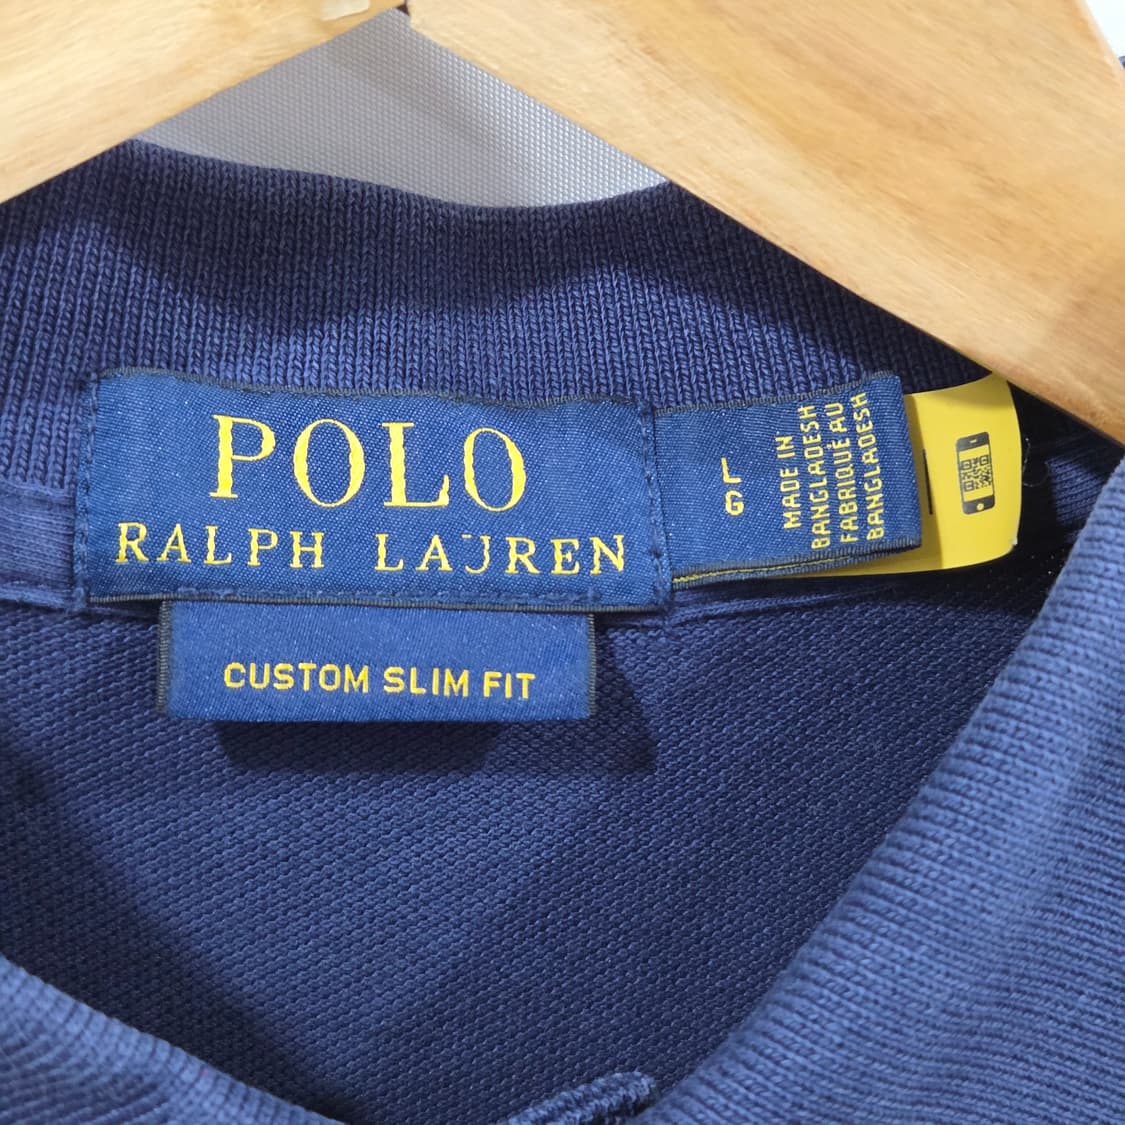 POLO
RALPH LAUREN
CUSTOM SLIM FIT
L
G
MADE IN
BANGLADESH
FABRIQUÉ AU
BANGLADESH